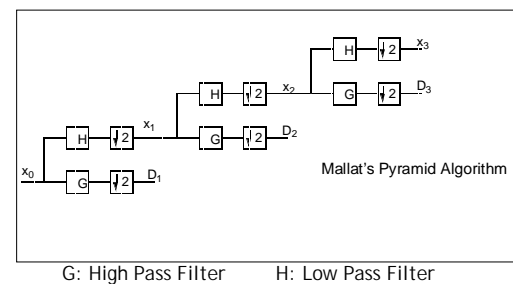 H ↓2 x3
G ↓2 D3
H ↓2 x2
G ↓2 D2
H ↓2 x1
G ↓2 D1
x0
Mallat's Pyramid Algorithm
G: High Pass Filter H: Low Pass Filter